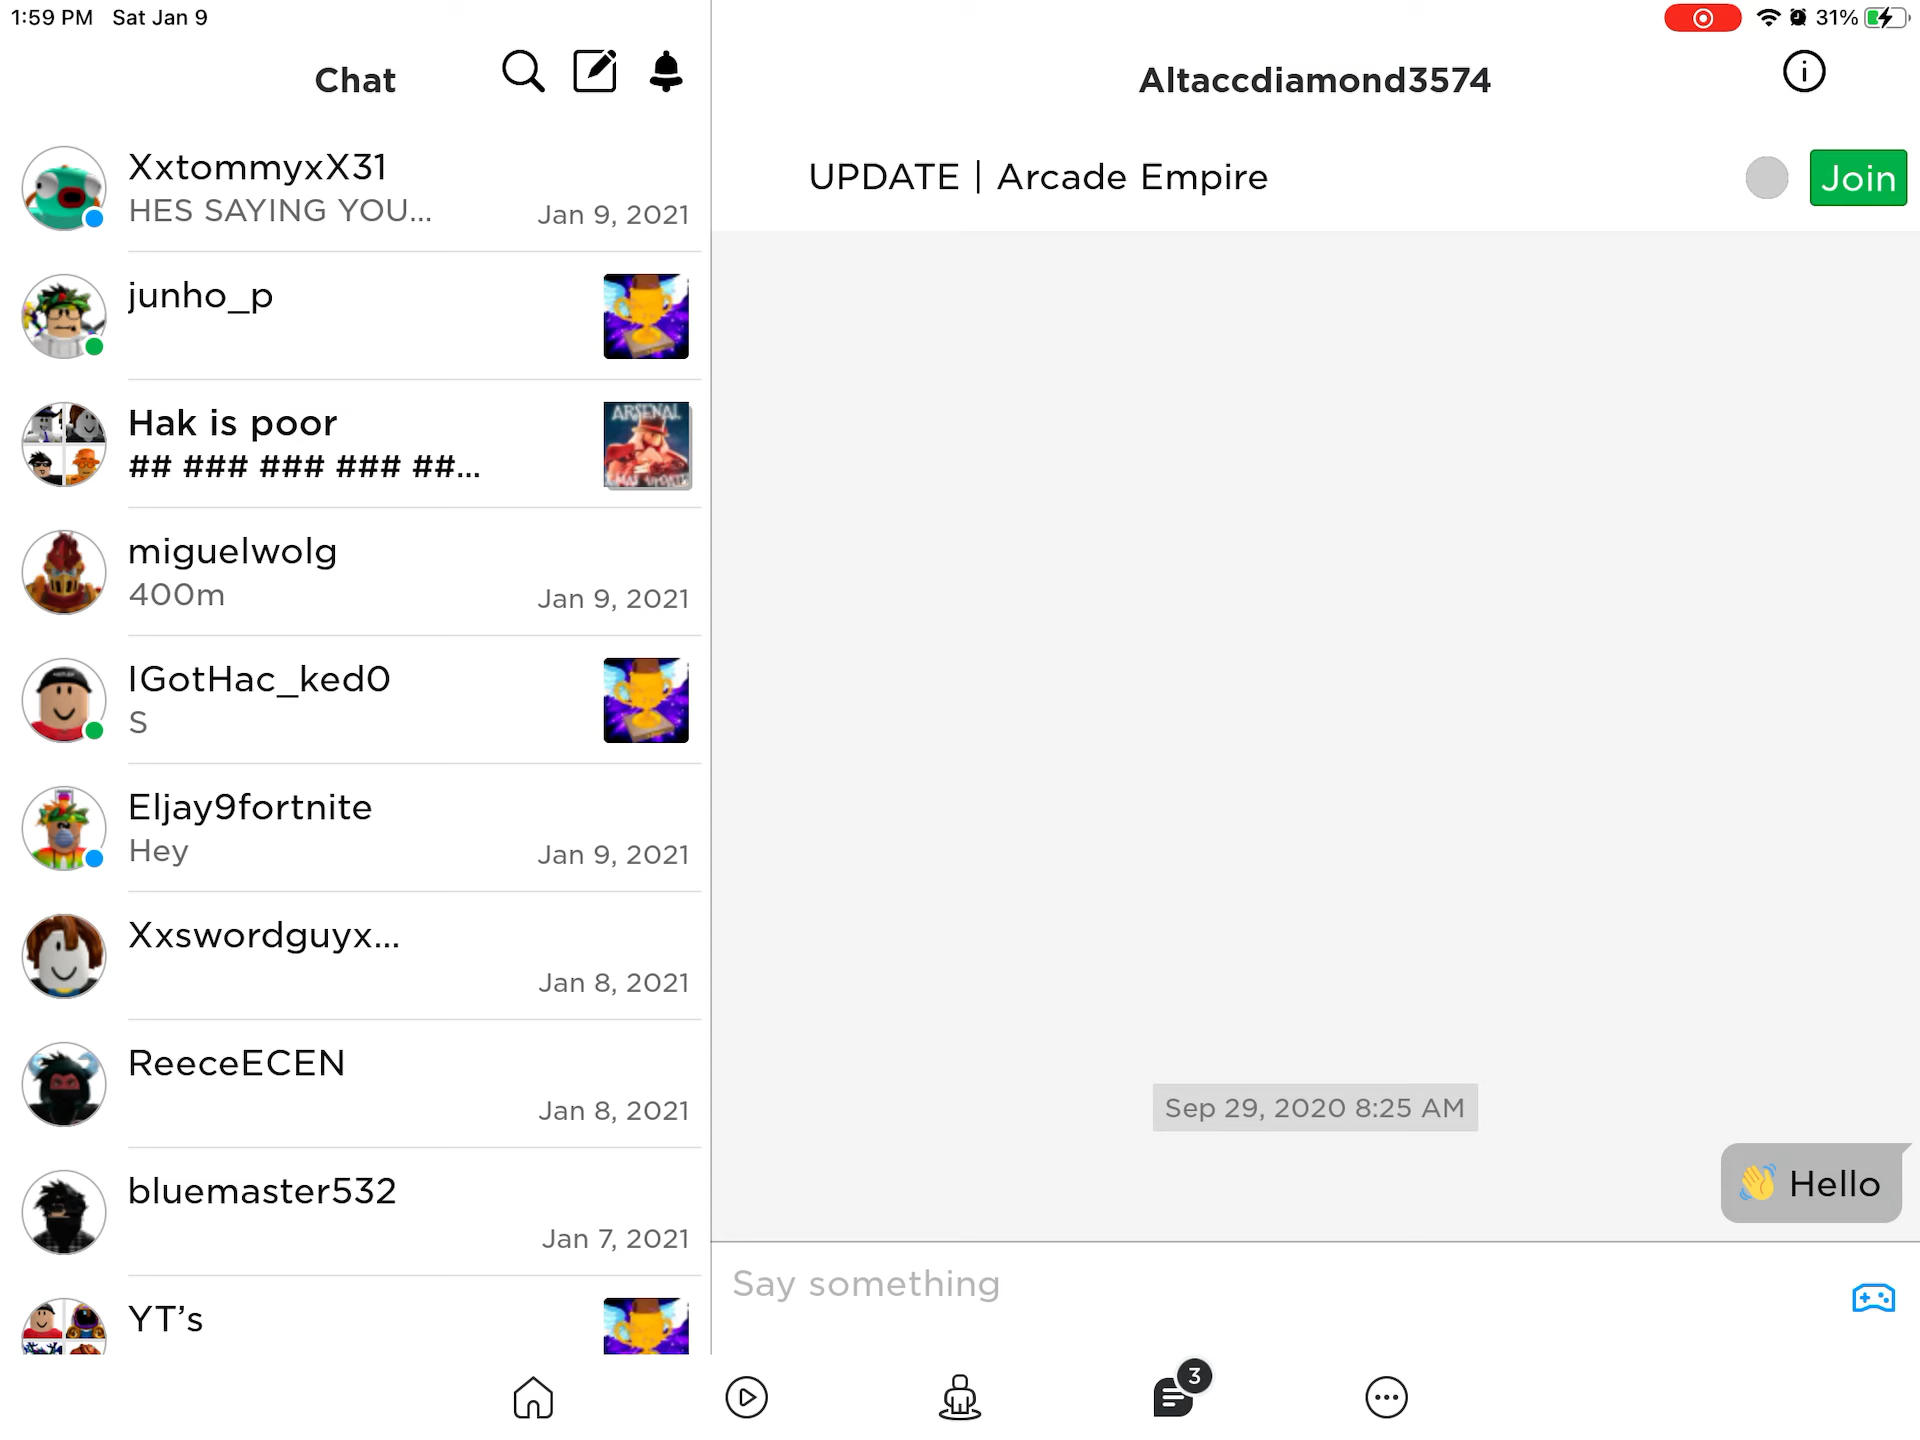 1:59 PM Sat Jan 9
31%
Chat
XxtommyxX31
HES SAYING YOU...
Jan 9, 2021
junho_p
Hak is poor
## ### ### ### ##...
ARSENAL
miguelwolg
400m
Jan 9, 2021
IGotHac_ked0
S
Eljay9fortnite
Hey
Jan 9, 2021
Xxswordguyx...
Jan 8, 2021
ReeceECEN
Jan 8, 2021
bluemaster532
Jan 7, 2021
YT’s
Altaccdiamond3574
UPDATE | Arcade Empire
Join
Sep 29, 2020 8:25 AM
👋 Hello
Say something
3